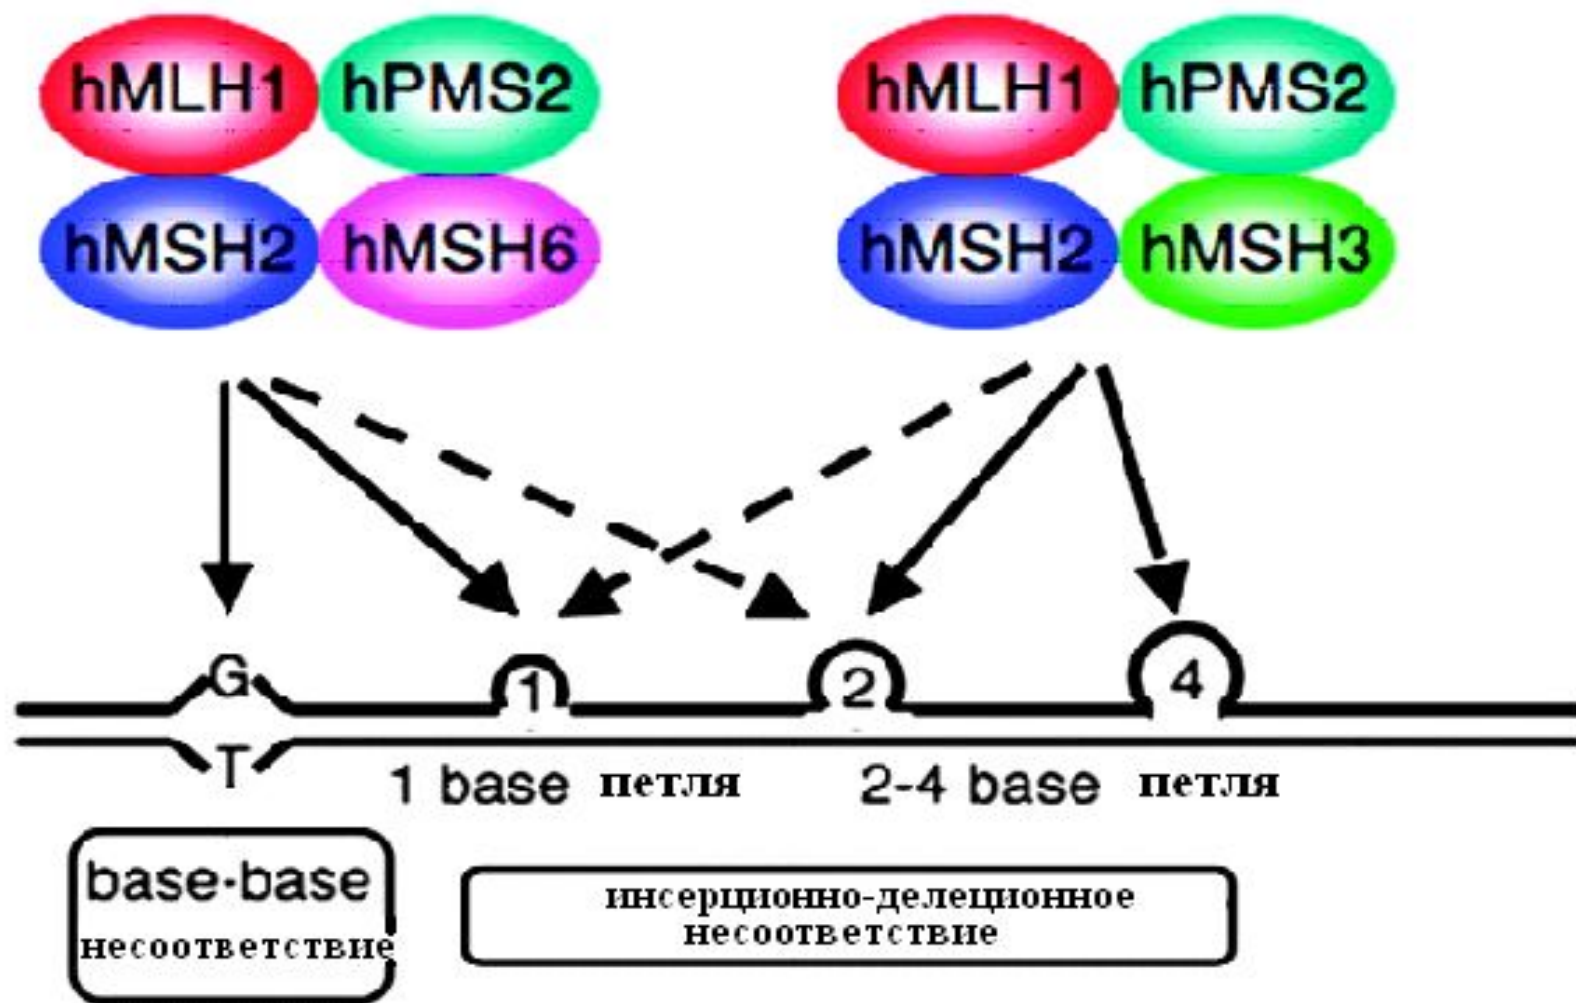 hMLH1 hPMS2 hMLH1 hPMS2
hMSH2 hMSH6 hMSH2 hMSH3
G 1 2 4
T 1 base петля 2-4 base петля
base-base
несоответствие
инсерционно-делеционное
несоответствие